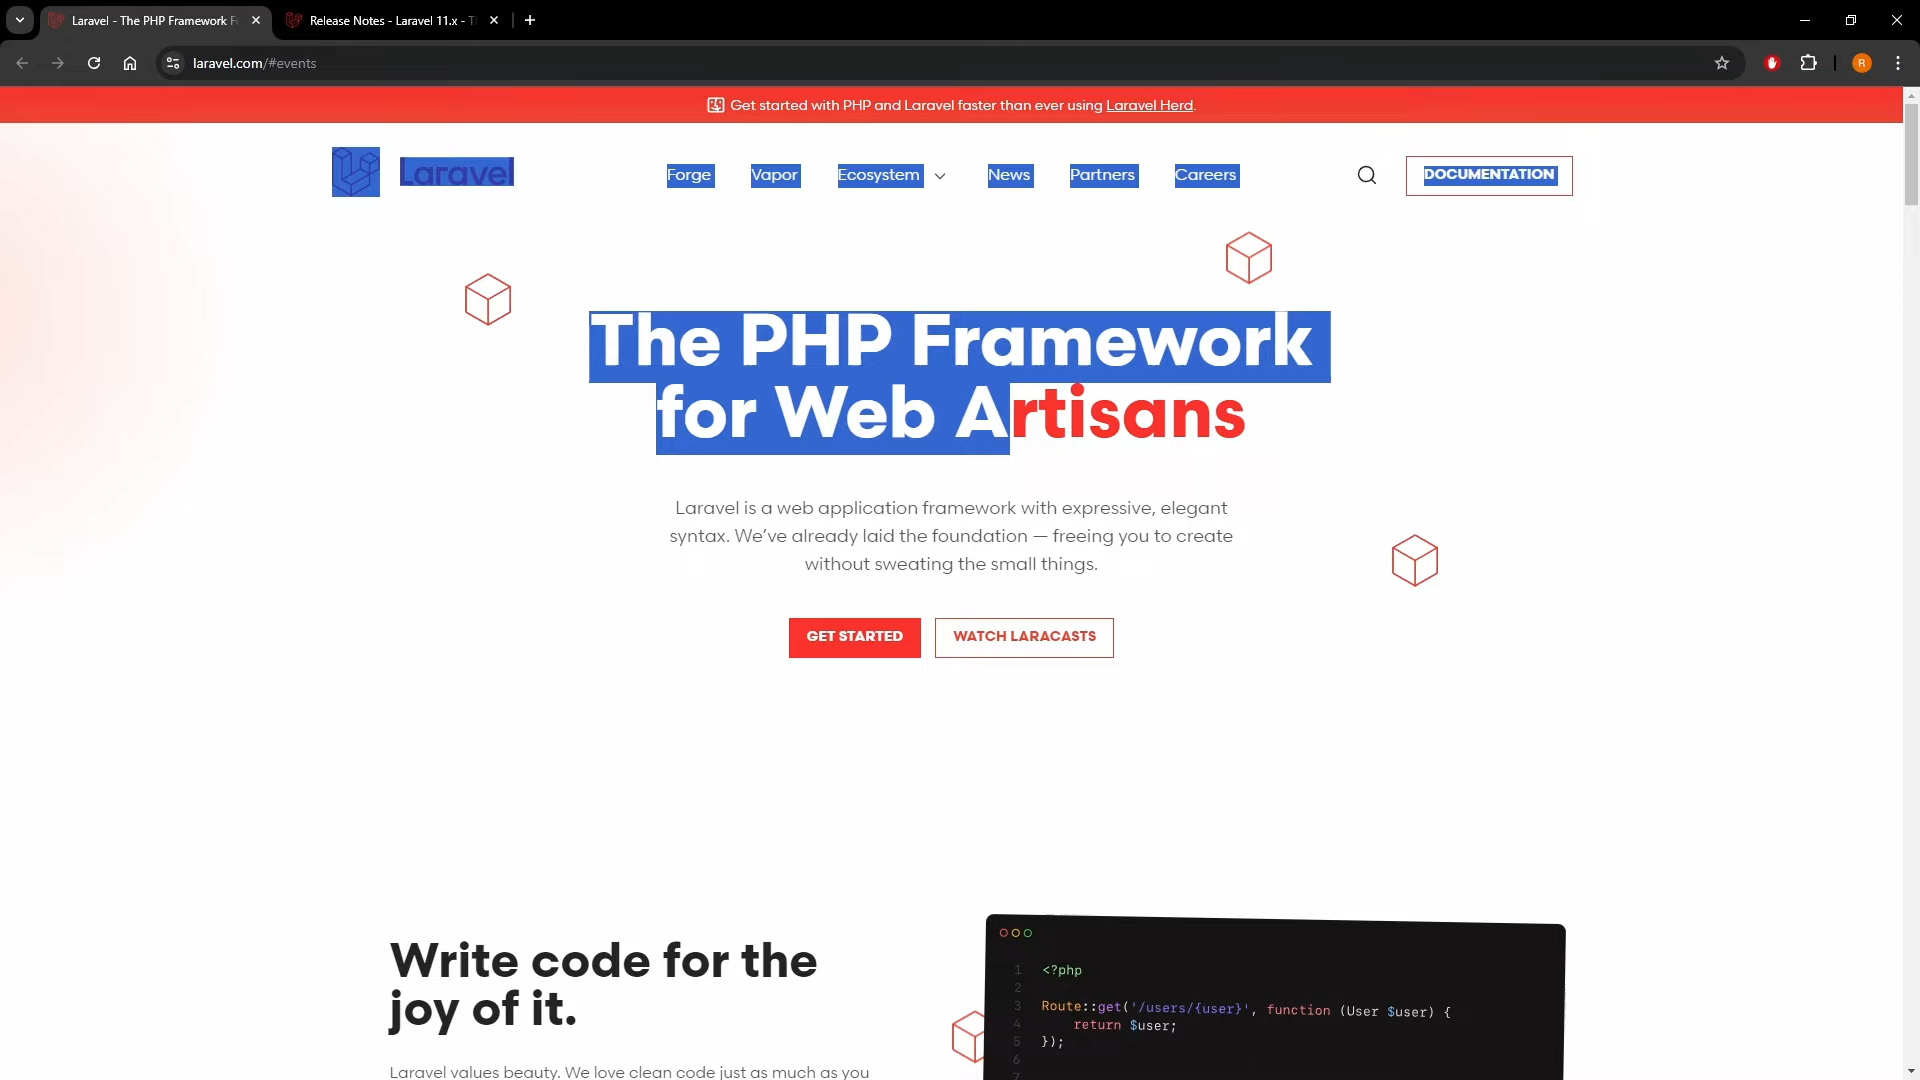 Laravel - The PHP Framework F
Release Notes - Laravel 11.x - T
laravel.com/#events
R
Get started with PHP and Laravel faster than ever using Laravel Herd.
Laravel
Forge
Vapor
Ecosystem
News
Partners
Careers
DOCUMENTATION
The PHP Framework
for Web Artisans
Laravel is a web application framework with expressive, elegant
syntax. We’ve already laid the foundation — freeing you to create
without sweating the small things.
GET STARTED
WATCH LARACASTS
Write code for the
joy of it.
Laravel values beauty. We love clean code just as much as you
1 <?php
2
3 Route::get('/users/{user}', function (User $user) {
4 return $user;
5 });
6
7